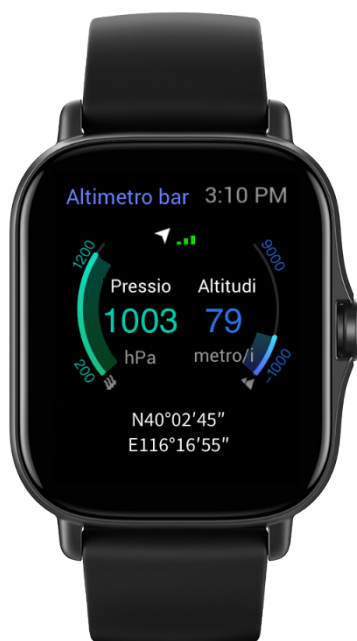 Altimetro bar 3:10 PM
1200 9000
Pressio Altitudi
1003 79
hPa metro/i
200 -1000
N40°02'45"
E116°16'55"